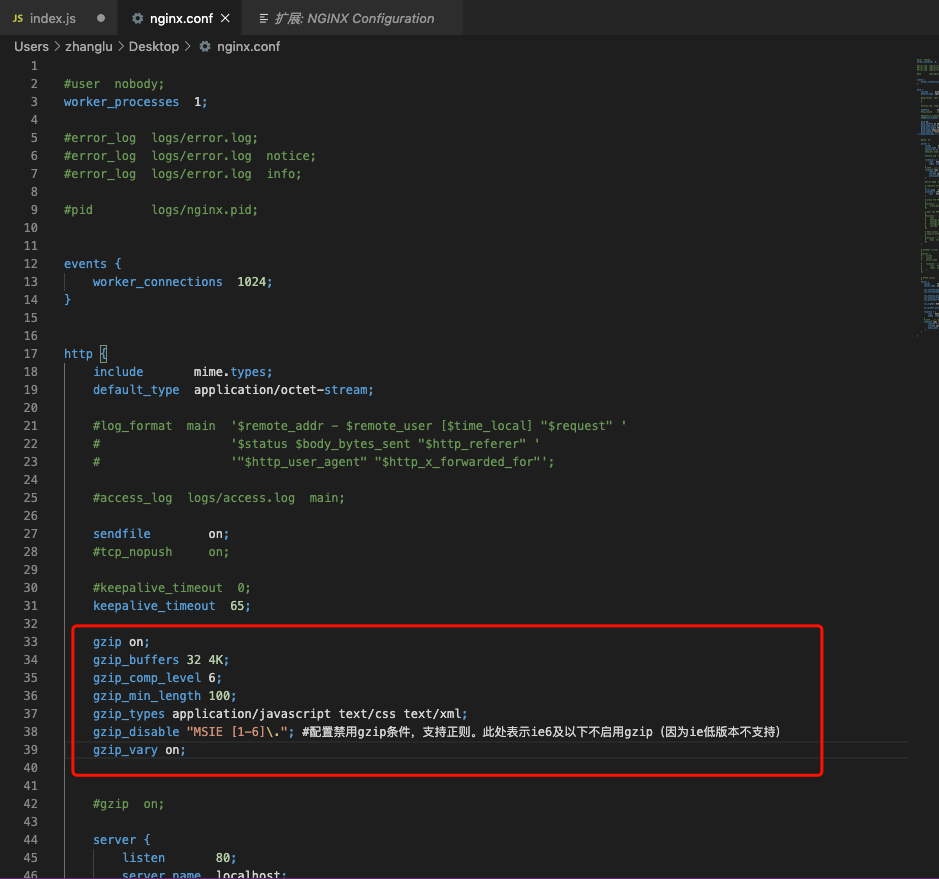 JS index.js ● nginx.conf × 扩展: NGINX Configuration
Users > zhanglu > Desktop > nginx.conf
1
2 #user  nobody;
3 worker_processes  1;
4
5 #error_log  logs/error.log;
6 #error_log  logs/error.log  notice;
7 #error_log  logs/error.log  info;
8
9 #pid        logs/nginx.pid;
10
11
12 events {
13     worker_connections  1024;
14 }
15
16
17 http {
18     include       mime.types;
19     default_type  application/octet-stream;
20
21     #log_format  main  '$remote_addr - $remote_user [$time_local] "$request" '
22     #                  '$status $body_bytes_sent "$http_referer" '
23     #                  '"$http_user_agent" "$http_x_forwarded_for"';
24
25     #access_log  logs/access.log  main;
26
27     sendfile        on;
28     #tcp_nopush     on;
29
30     #keepalive_timeout  0;
31     keepalive_timeout  65;
32
33     gzip on;
34     gzip_buffers 32 4K;
35     gzip_comp_level 6;
36     gzip_min_length 100;
37     gzip_types application/javascript text/css text/xml;
38     gzip_disable "MSIE [1-6]\."; #配置禁用gzip条件，支持正则。此处表示ie6及以下不启用gzip（因为ie低版本不支持）
39     gzip_vary on;
40
41
42     #gzip  on;
43
44     server {
45         listen       80;
46         server_name  localhost;